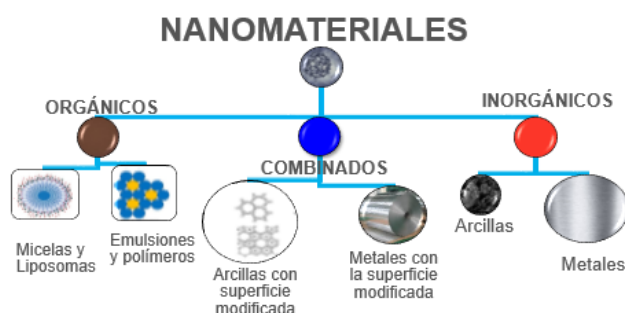 NANOMATERIALES
ORGÁNICOS
INORGÁNICOS
COMBINADOS
Micelas y
Liposomas
Emulsiones
y polímeros
Arcillas con
superficie
modificada
Metales con
la superficie
modificada
Arcillas
Metales